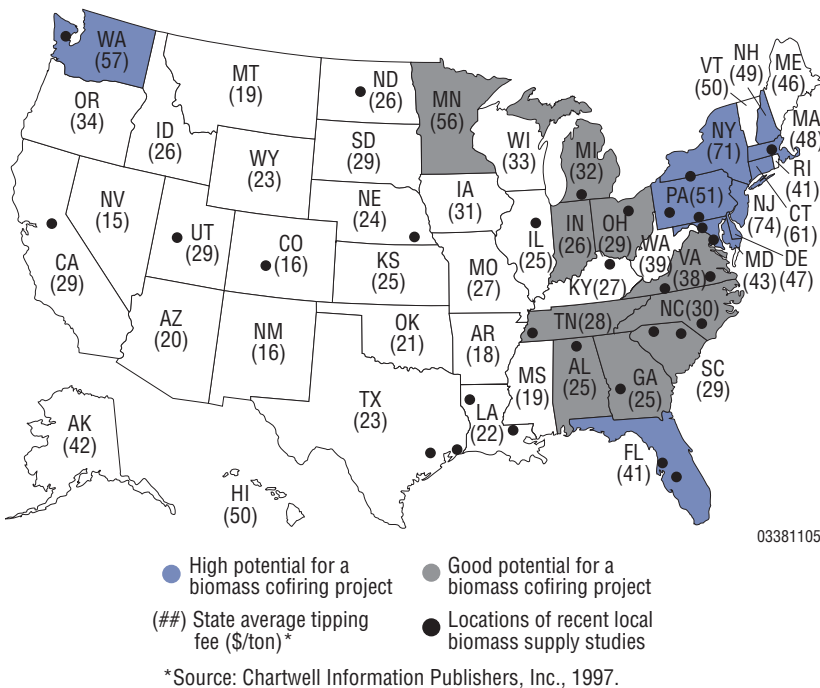 WA
(57)
MT
(19)
ND
(26)
MN
(56)
VT
(50)
NH
(49)
ME
(46)
OR
(34)
ID
(26)
SD
(29)
WI
(33)
MI
(32)
NY
(71)
MA
(48)
WY
(23)
RI
(41)
NV
(15)
NE
(24)
IA
(31)
PA(51)
NJ
(74)
CT
(61)
UT
(29)
CO
(16)
IL
(25)
IN
(26)
OH
(29)
WA
(39)
VA
(38)
MD
(43)
DE
(47)
CA
(29)
KS
(25)
MO
(27)
KY(27)
NC(30)
TN(28)
AZ
(20)
NM
(16)
OK
(21)
AR
(18)
MS
(19)
AL
(25)
GA
(25)
SC
(29)
TX
(23)
LA
(22)
AK
(42)
HI
(50)
FL
(41)
03381105
High potential for a
biomass cofiring project
Good potential for a
biomass cofiring project
(##) State average tipping
fee ($/ton)*
Locations of recent local
biomass supply studies
*Source: Chartwell Information Publishers, Inc., 1997.